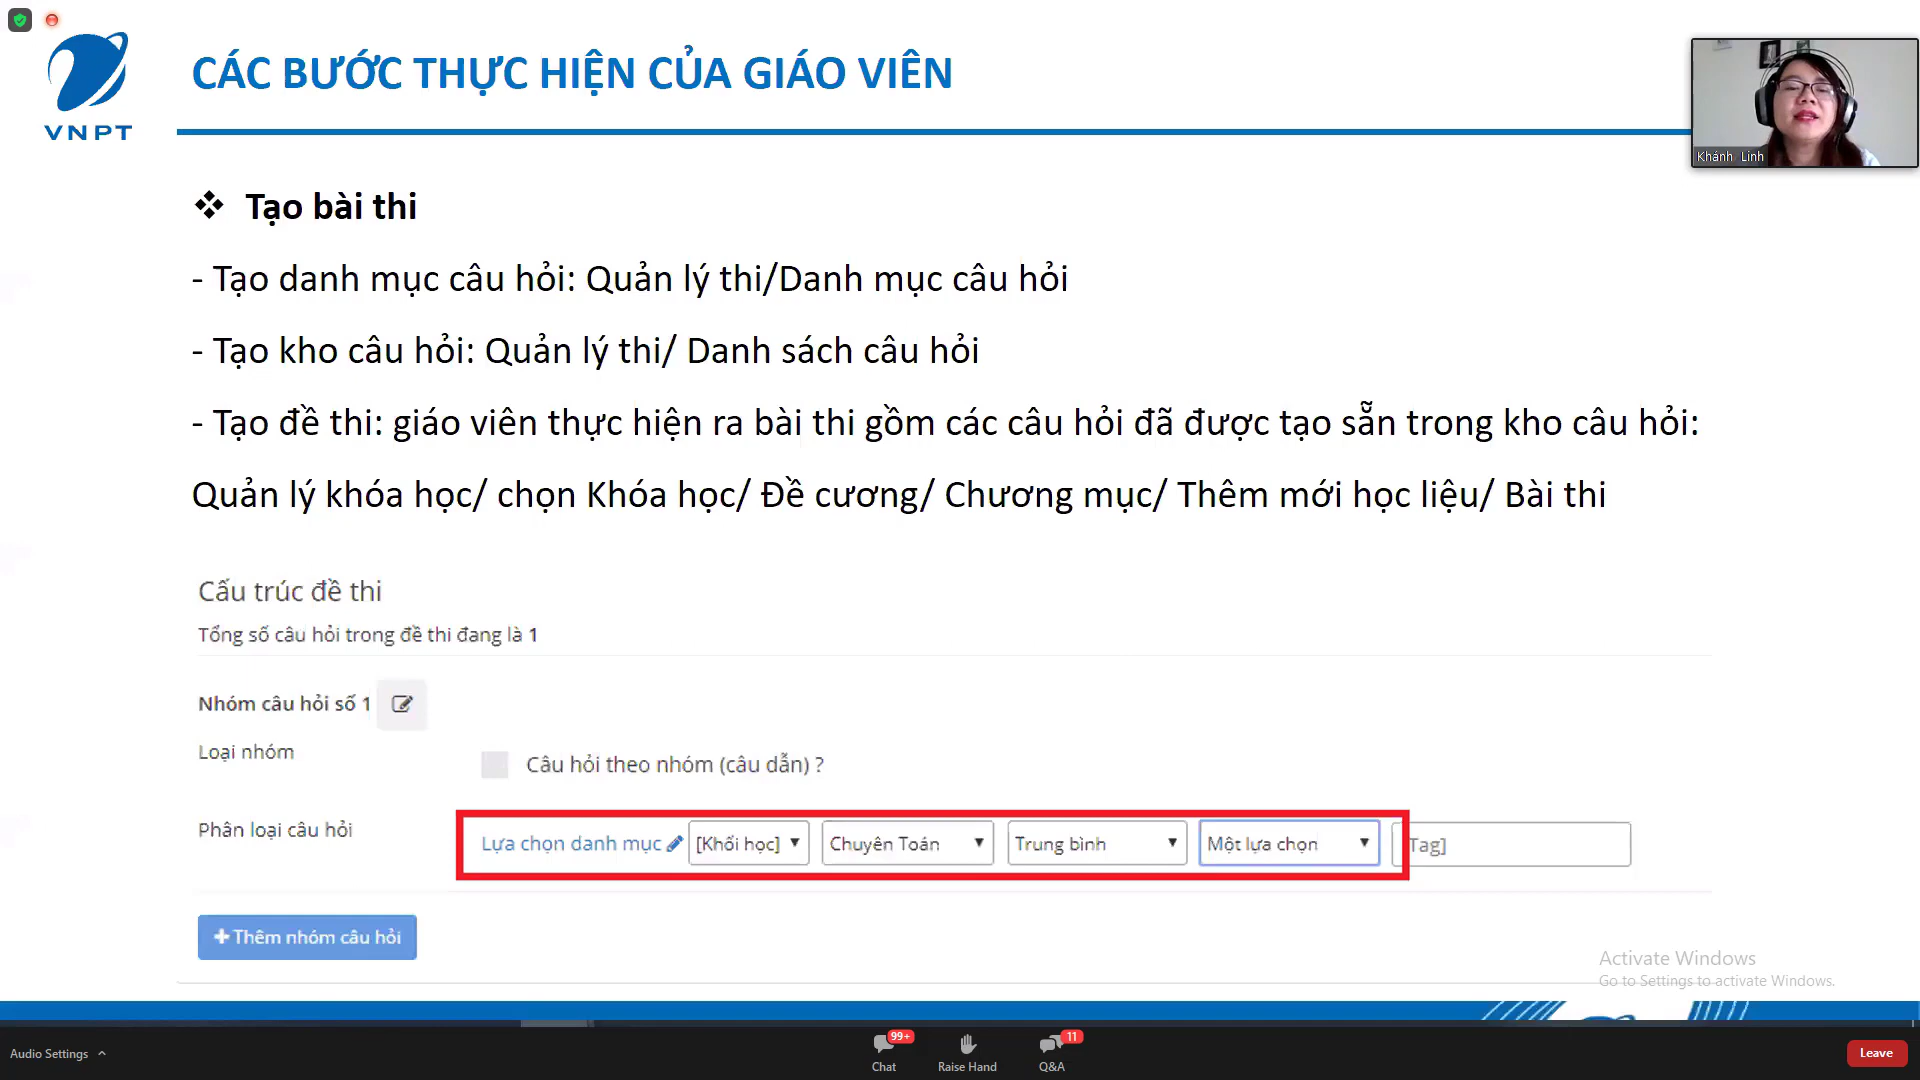 VNPT
CÁC BƯỚC THỰC HIỆN CỦA GIÁO VIÊN
Khánh Linh
❖ Tạo bài thi
- Tạo danh mục câu hỏi: Quản lý thi/Danh mục câu hỏi
- Tạo kho câu hỏi: Quản lý thi/ Danh sách câu hỏi
- Tạo đề thi: giáo viên thực hiện ra bài thi gồm các câu hỏi đã được tạo sẵn trong kho câu hỏi:
Quản lý khóa học/ chọn Khóa học/ Đề cương/ Chương mục/ Thêm mới học liệu/ Bài thi
Cấu trúc đề thi
Tổng số câu hỏi trong đề thi đang là 1
Nhóm câu hỏi số 1
Loại nhóm
Câu hỏi theo nhóm (câu dẫn) ?
Phân loại câu hỏi
Lựa chọn danh mục [Khối học] Chuyên Toán Trung bình Một lựa chọn Tag]
+ Thêm nhóm câu hỏi
Activate Windows
Go to Settings to activate Windows.
Audio Settings
99+
Chat
Raise Hand
11
Q&A
Leave